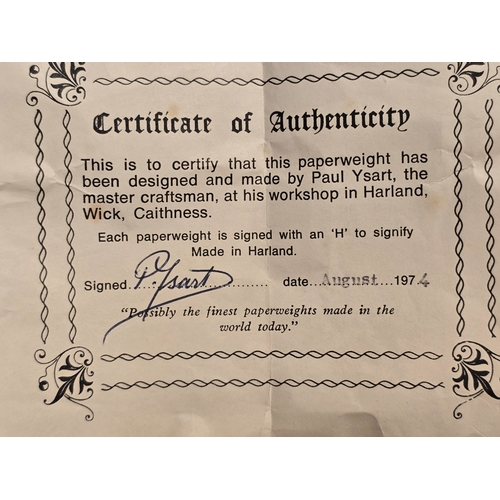 Certificate of Authenticity
This is to certify that this paperweight has
been designed and made by Paul Ysart, the
master craftsman, at his workshop in Harland,
Wick, Caithness.
Each paperweight is signed with an 'H' to signify
Made in Harland.
Signed. P. Ysart ............ date...August...1974
"Possibly the finest paperweights made in the
world today."